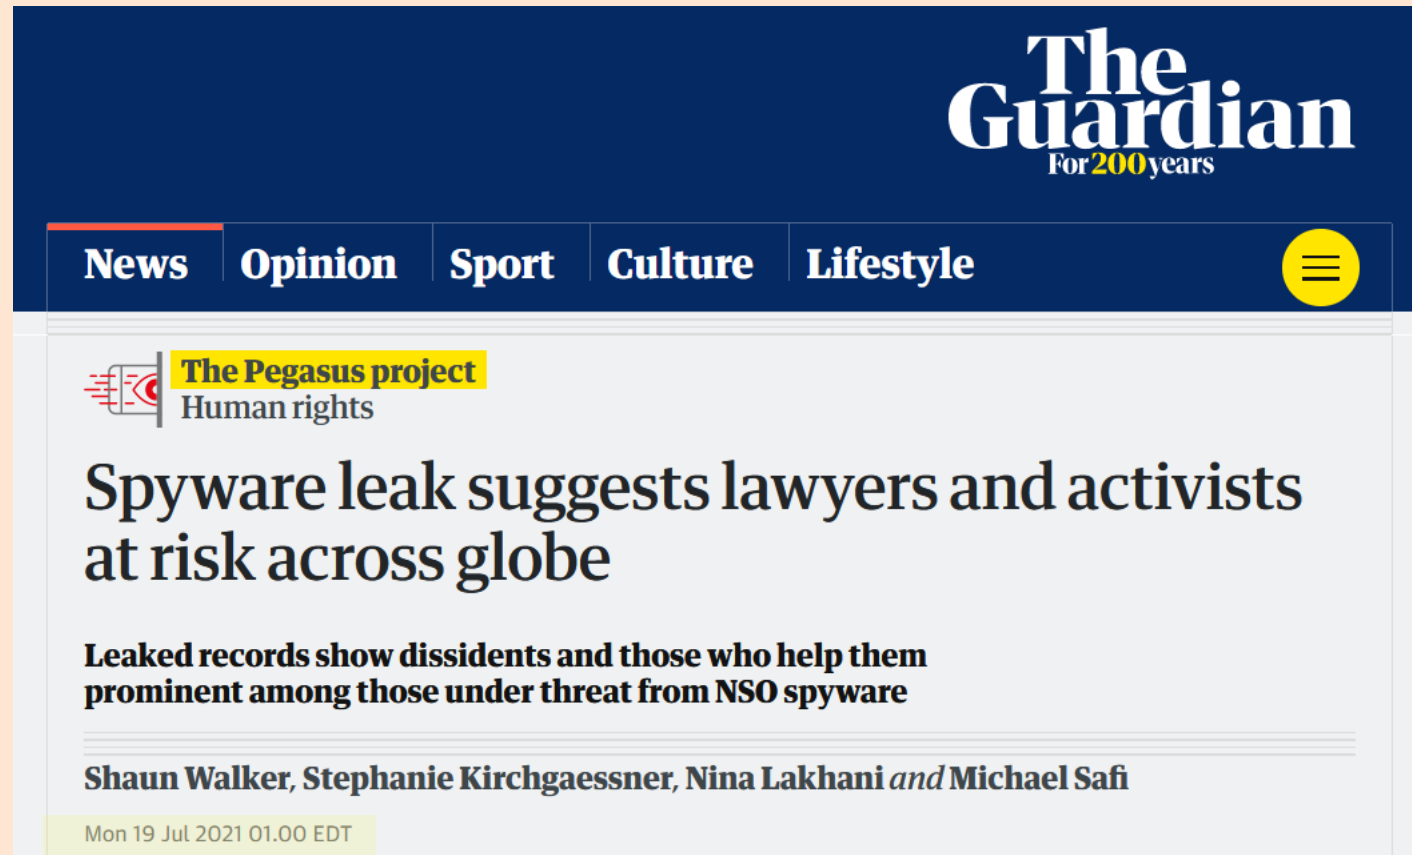 The
Guardian
For 200 years
News Opinion Sport Culture Lifestyle
The Pegasus project
Human rights
Spyware leak suggests lawyers and activists
at risk across globe
Leaked records show dissidents and those who help them
prominent among those under threat from NSO spyware
Shaun Walker, Stephanie Kirchgaessner, Nina Lakhani and Michael Safi
Mon 19 Jul 2021 01.00 EDT